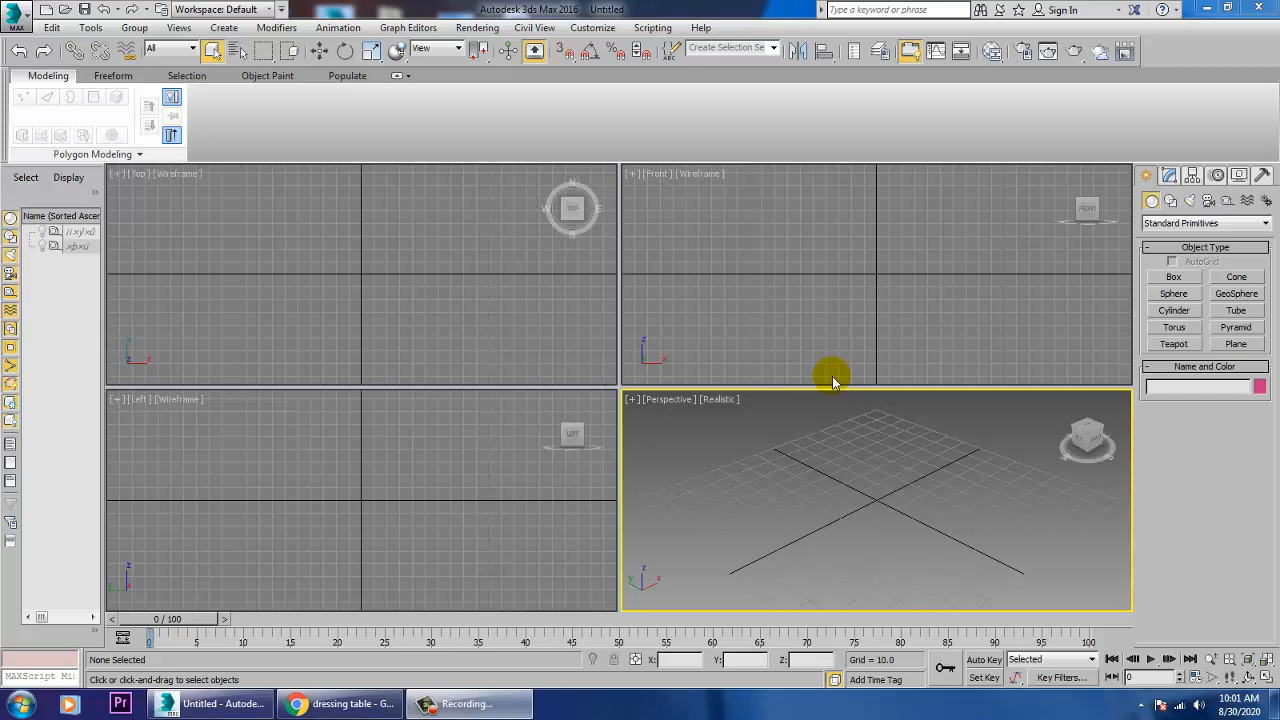 Workspace: Default
Autodesk 3ds Max 2016 Untitled
Type a keyword or phrase
Sign In
MAX
Edit Tools Group Views Create Modifiers Animation Graph Editors Rendering Civil View Customize Scripting Help
All
View
Create Selection Se
Modeling Freeform Selection Object Paint Populate
Polygon Modeling
Select Display
Name (Sorted Ascen
[+] [Top] [Wireframe]
TOP
[+] [Front] [Wireframe]
FRONT
[+] [Left] [Wireframe]
LEFT
[+] [Perspective] [Realistic]
Standard Primitives
Object Type
AutoGrid
Box Cone
Sphere GeoSphere
Cylinder Tube
Torus Pyramid
Teapot Plane
Name and Color
0 / 100
0 5 10 15 20 25 30 35 40 45 50 55 60 65 70 75 80 85 90 95 100
None Selected
X: Y: Z: Grid = 10.0
Auto Key Selected
MAXScript Mi:
Click or click-and-drag to select objects
Add Time Tag
Set Key Key Filters...
0
Untitled - Autode...
dressing table - G...
Recording...
10:01 AM
8/30/2020